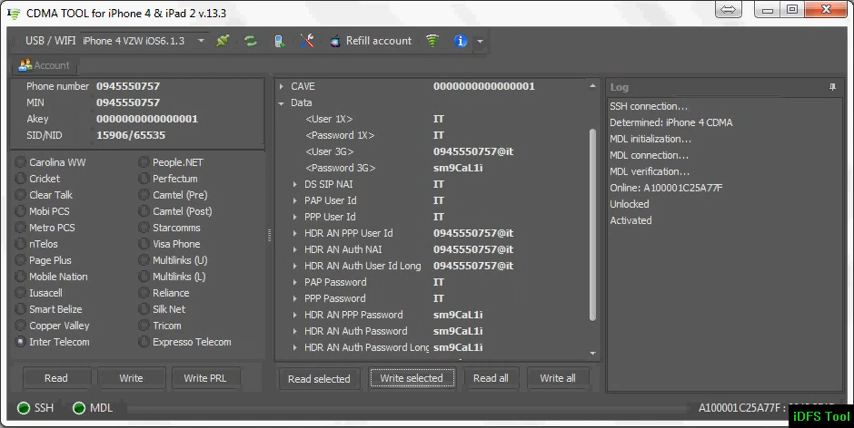 CDMA TOOL for iPhone 4 & iPad 2 v.13.3
USB / WIFI iPhone 4 VZW iOS6.1.3 Refill account
Account
Phone number 0945550757
MIN 0945550757
Akey 0000000000000001
SID/NID 15906/65535
Carolina WW People.NET
Cricket Perfectum
Clear Talk Camtel (Pre)
Mobi PCS Camtel (Post)
Metro PCS Starcomms
nTelos Visa Phone
Page Plus Multilinks (U)
Mobile Nation Multilinks (L)
Iusacell Reliance
Smart Belize Silk Net
Copper Valley Tricom
Inter Telecom Expresso Telecom
Read Write Write PRL
CAVE 0000000000000001
Data
<User 1X> IT
<Password 1X> IT
<User 3G> 0945550757@it
<Password 3G> sm9CaL1i
DS SIP NAI IT
PAP User Id IT
PPP User Id IT
HDR AN PPP User Id 0945550757@it
HDR AN Auth NAI 0945550757@it
HDR AN Auth User Id Long 0945550757@it
PAP Password IT
PPP Password IT
HDR AN PPP Password sm9CaL1i
HDR AN Auth Password sm9CaL1i
HDR AN Auth Password Long sm9CaL1i
Read selected Write selected Read all Write all
Log
SSH connection...
Determined: iPhone 4 CDMA
MDL initialization...
MDL connection...
MDL verification...
Online: A100001C25A77F
Unlocked
Activated
SSH MDL A100001C25A77F :
iDFS Tool